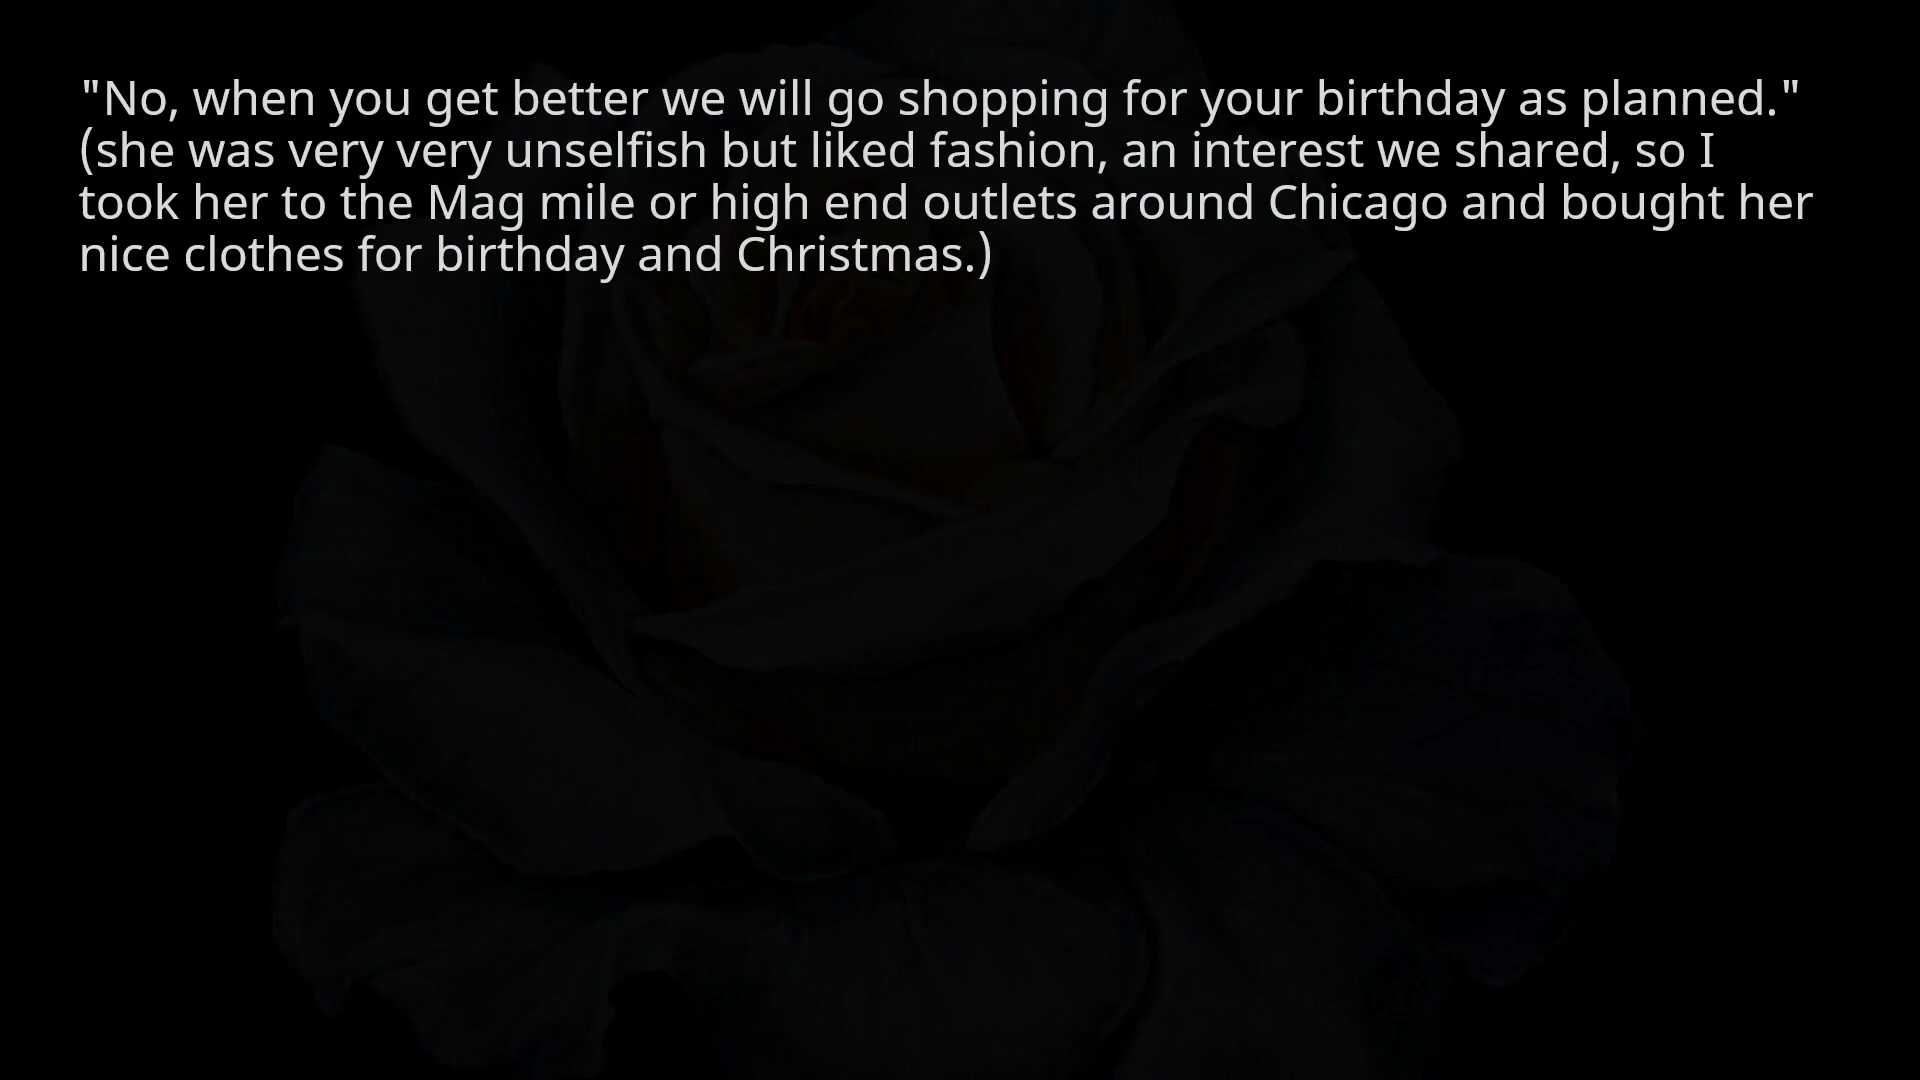 "No, when you get better we will go shopping for your birthday as planned."
(she was very very unselfish but liked fashion, an interest we shared, so I
took her to the Mag mile or high end outlets around Chicago and bought her
nice clothes for birthday and Christmas.)